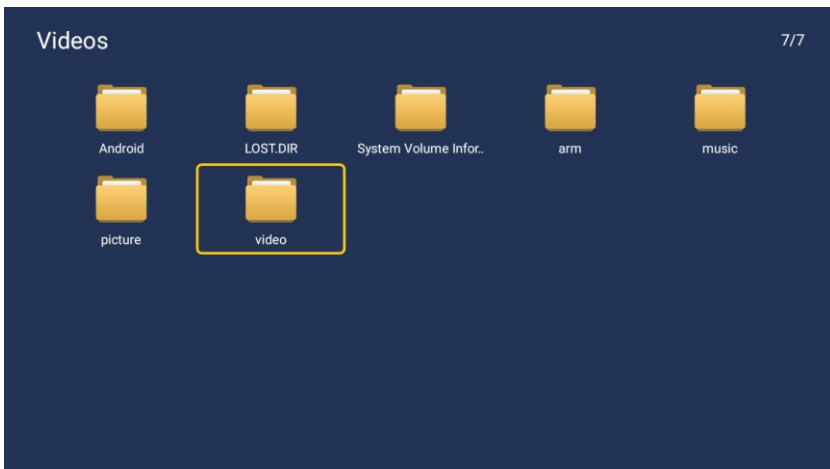 Videos 7/7
Android LOST.DIR System Volume Infor.. arm music
picture video